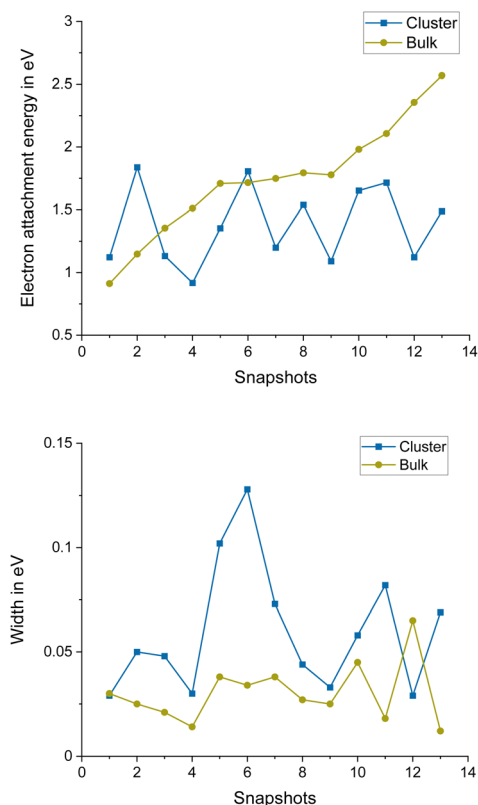 Electron attachment energy in eV
3
2.5
2
1.5
1
0.5
Cluster
Bulk
0 2 4 6 8 10 12 14
Snapshots
Width in eV
0.15
0.1
0.05
0
Cluster
Bulk
0 2 4 6 8 10 12 14
Snapshots